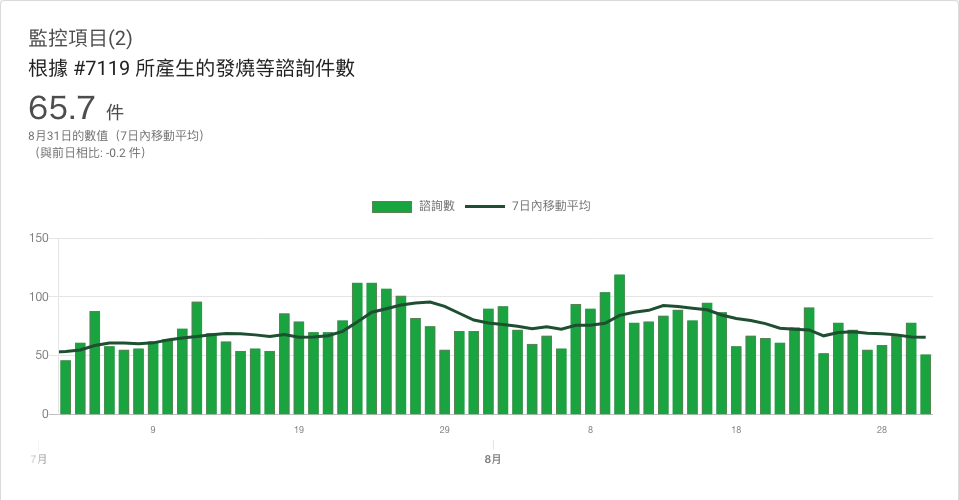 監控項目(2)
根據 #7119 所產生的發燒等諮詢件數
65.7 件
8月31日的數值（7日內移動平均）
（與前日相比: -0.2 件）
諮詢數 7日內移動平均
150
100
50
0
9 19 29 8 18 28
7月 8月